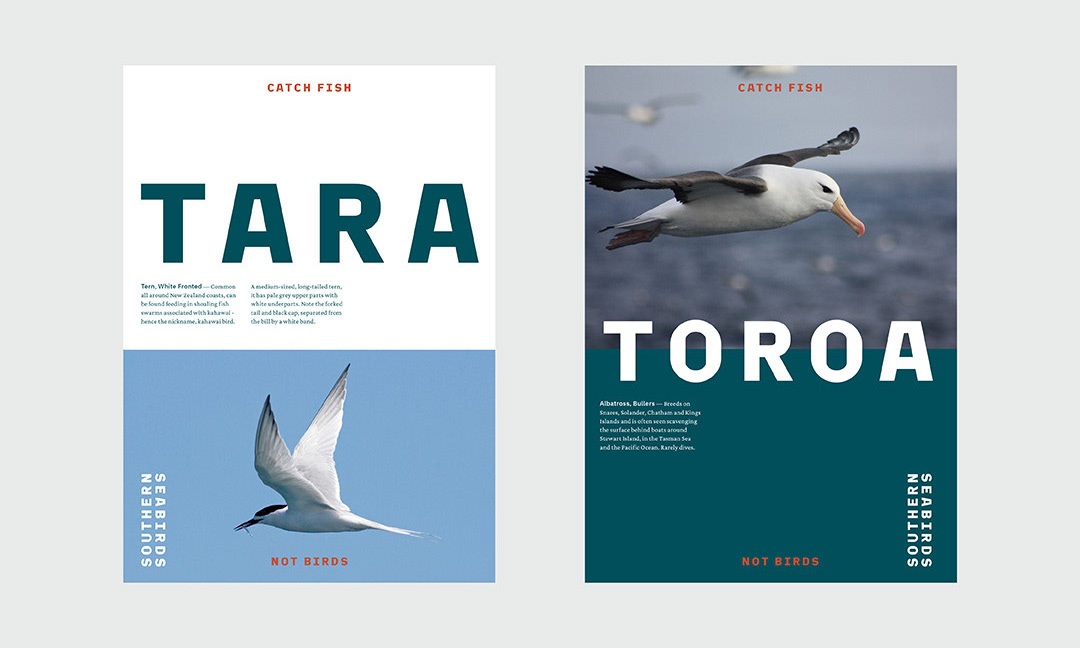 CATCH FISH
TARA
Tern, White Fronted — Common
all around New Zealand coasts, can
be found feeding in shoaling fish
swarms associated with kahawai -
hence the nickname, kahawai bird.
A medium-sized, long-tailed tern,
it has pale grey upper parts with
white underparts. Note the forked
tail and black cap, separated from
the bill by a white band.
SOUTHERN
SEABIRDS
NOT BIRDS
CATCH FISH
TOROA
Albatross, Bullers — Breeds on
Snares, Solander, Chatham and Kings
Islands and is often seen scavenging
the surface behind boats around
Stewart Island, in the Tasman Sea
and the Pacific Ocean. Rarely dives.
SOUTHERN
SEABIRDS
NOT BIRDS